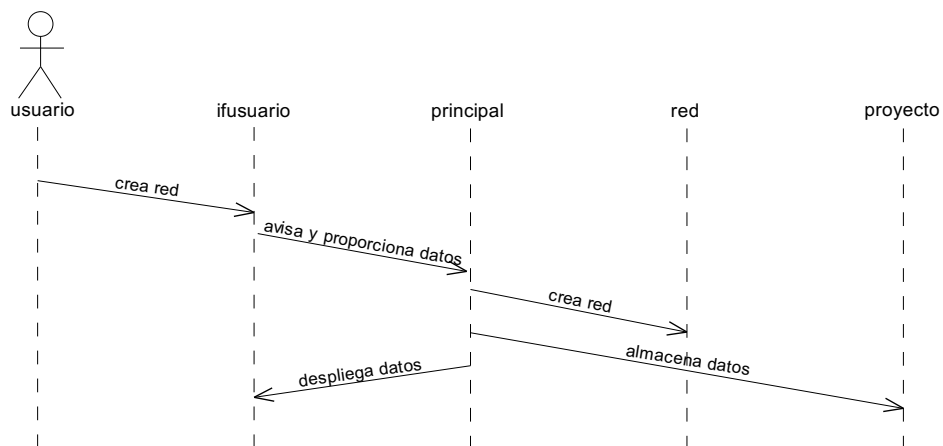 usuario
ifusuario
principal
red
proyecto
crea red
avisa y proporciona datos
crea red
almacena datos
despliega datos